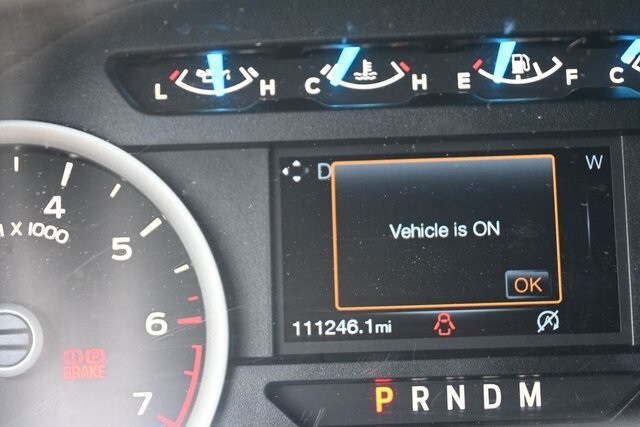 L H C H E F C
D W
4
X 1000
5
Vehicle is ON
OK
6
111246.1mi
BRAKE
7
P R N D M